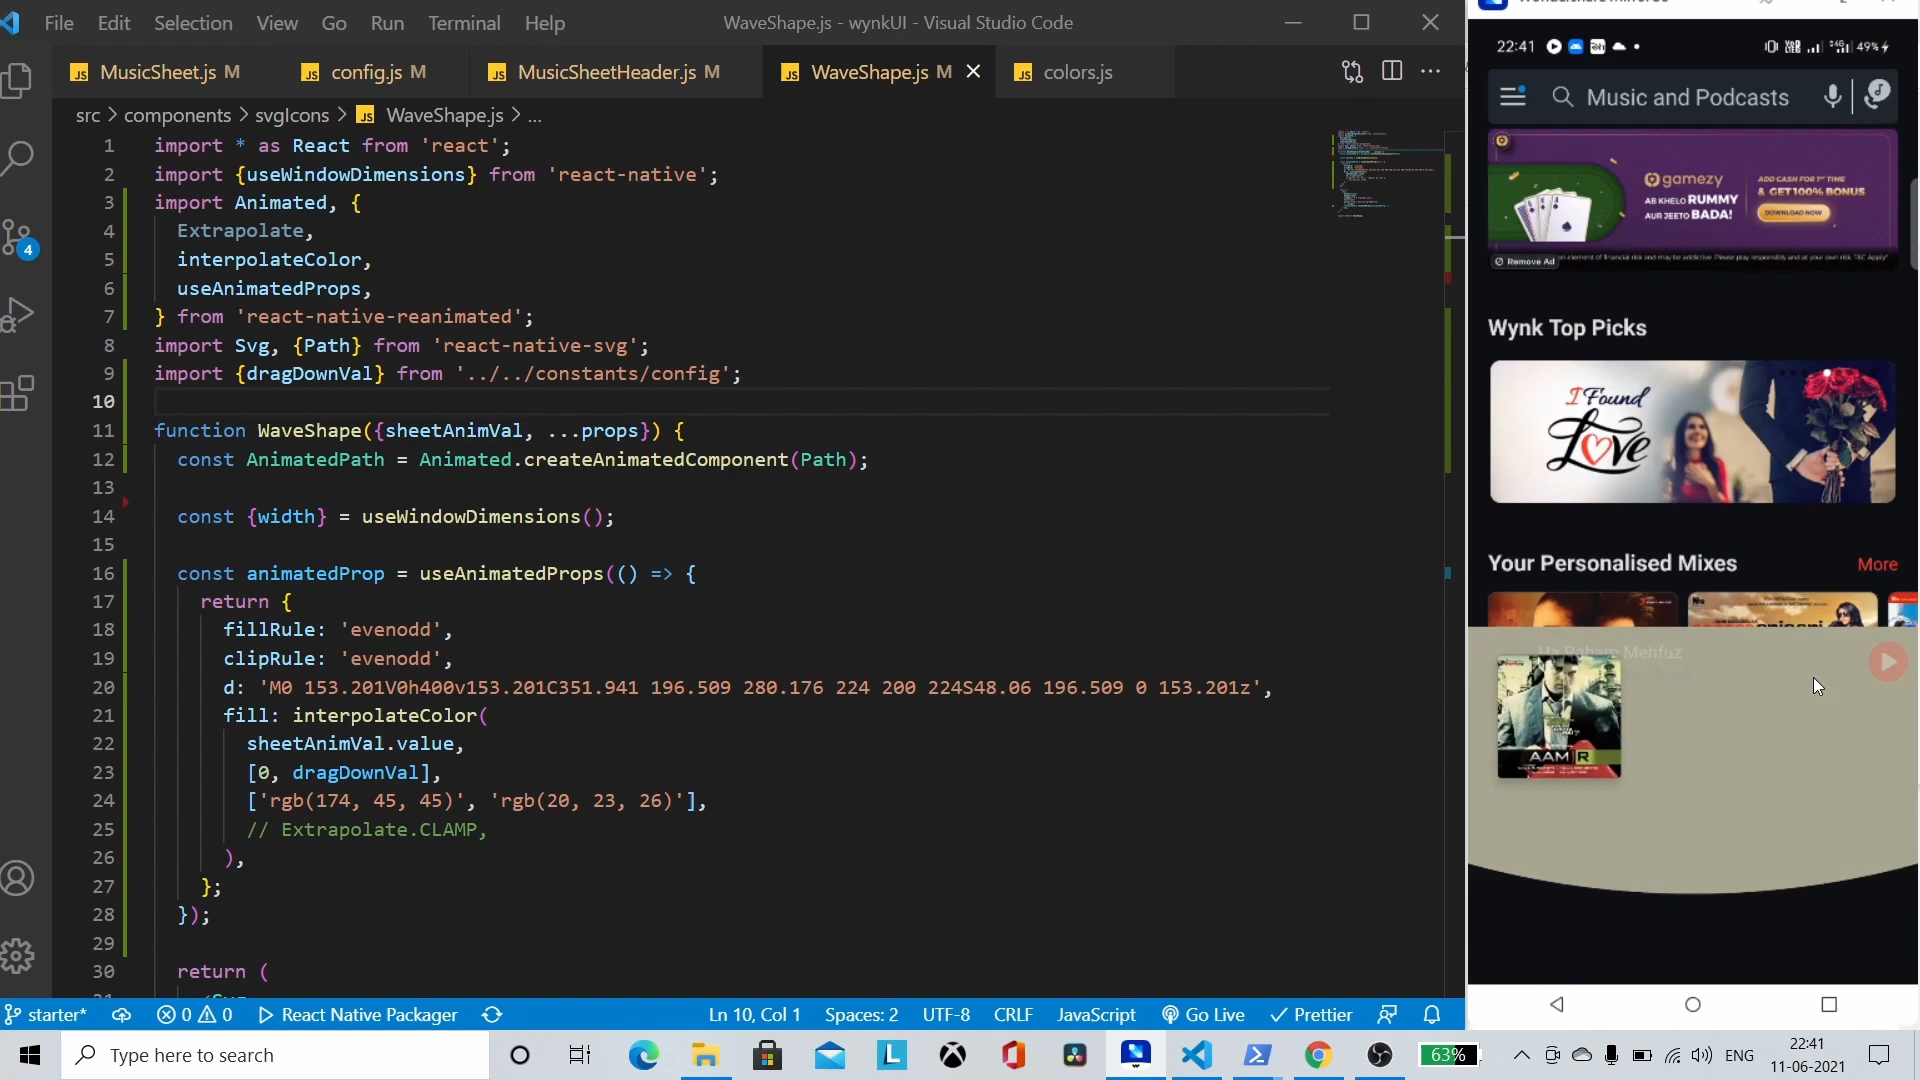 File Edit Selection View Go Run Terminal Help
WaveShape.js - wynkUI - Visual Studio Code
MusicSheet.js M
config.js M
MusicSheetHeader.js M
WaveShape.js M
colors.js
src > components > svgIcons > WaveShape.js > ...
1 import * as React from 'react';
2 import {useWindowDimensions} from 'react-native';
3 import Animated, {
4 Extrapolate,
5 interpolateColor,
6 useAnimatedProps,
7 } from 'react-native-reanimated';
8 import Svg, {Path} from 'react-native-svg';
9 import {dragDownVal} from '../../constants/config';
10
11 function WaveShape({sheetAnimVal, ...props}) {
12 const AnimatedPath = Animated.createAnimatedComponent(Path);
13
14 const {width} = useWindowDimensions();
15
16 const animatedProp = useAnimatedProps(() => {
17 return {
18 fillRule: 'evenodd',
19 clipRule: 'evenodd',
20 d: 'M0 153.201V0h400v153.201C351.941 196.509 280.176 224 200 224S48.06 196.509 0 153.201z',
21 fill: interpolateColor(
22 sheetAnimVal.value,
23 [0, dragDownVal],
24 ['rgb(174, 45, 45)', 'rgb(20, 23, 26)'],
25 // Extrapolate.CLAMP,
26 ),
27 };
28 });
29
30 return (
4
starter*
0 0
React Native Packager
Ln 10, Col 1
Spaces: 2
UTF-8
CRLF
JavaScript
Go Live
Prettier
22:41
49%
Music and Podcasts
gamezy
AB KHELO RUMMY
AUR JEETO BADA!
ADD CASH FOR 1ST TIME
& GET 100% BONUS
DOWNLOAD NOW
Remove Ad
Wynk Top Picks
I Found
Love
Your Personalised Mixes
More
Ha Raham Mehfuz
AAMIR
Type here to search
63%
ENG
22:41
11-06-2021